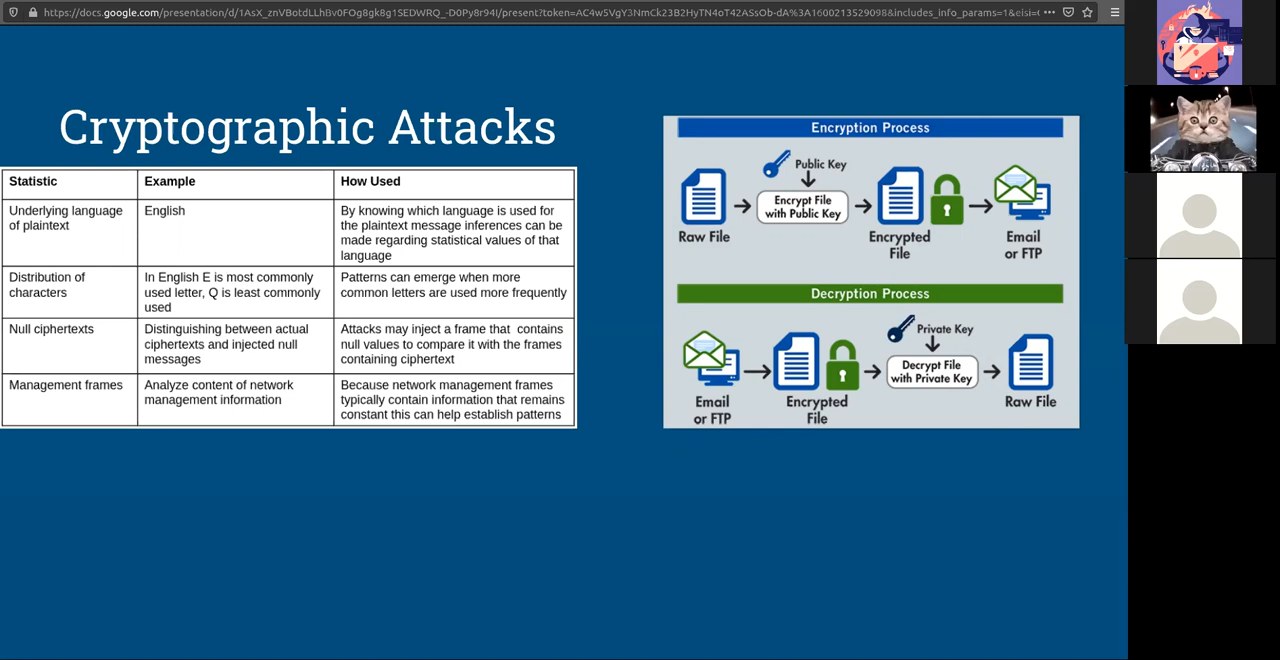 https://docs.google.com/presentation/d/1AsX_znVBotdLLhBv0FOg8gk8g1SEDWRQ_-D0Py8r94I/present?token=AC4w5VgY3NmCk23B2HyTN4oT42ASsOb-dA%3A1600213529098&includes_info_params=1&eisi=
Cryptographic Attacks
Statistic
Example
How Used
Underlying language
of plaintext
English
By knowing which language is used for
the plaintext message inferences can be
made regarding statistical values of that
language
Distribution of
characters
In English E is most commonly
used letter, Q is least commonly
used
Patterns can emerge when more
common letters are used more frequently
Null ciphertexts
Distinguishing between actual
ciphertexts and injected null
messages
Attacks may inject a frame that contains
null values to compare it with the frames
containing ciphertext
Management frames
Analyze content of network
management information
Because network management frames
typically contain information that remains
constant this can help establish patterns
Encryption Process
Public Key
Encrypt File
with Public Key
Raw File
Encrypted
File
Email
or FTP
Decryption Process
Private Key
Decrypt File
with Private Key
Email
or FTP
Encrypted
File
Raw File